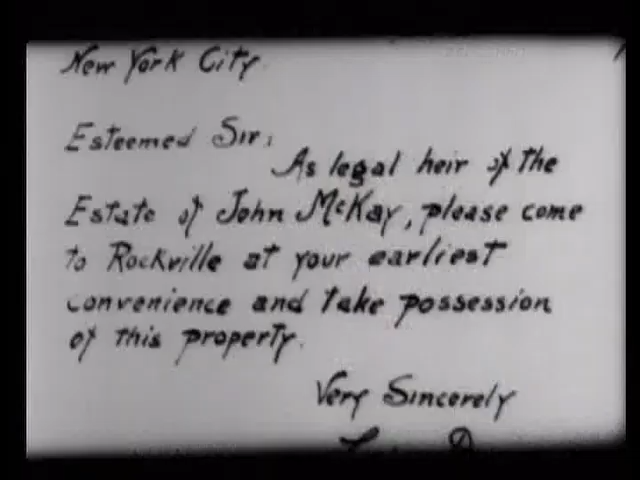 New York City.
Esteemed Sir:
As legal heir of the
Estate of John McKay, please come
to Rockville at your earliest
convenience and take possession
of this property.
Very Sincerely